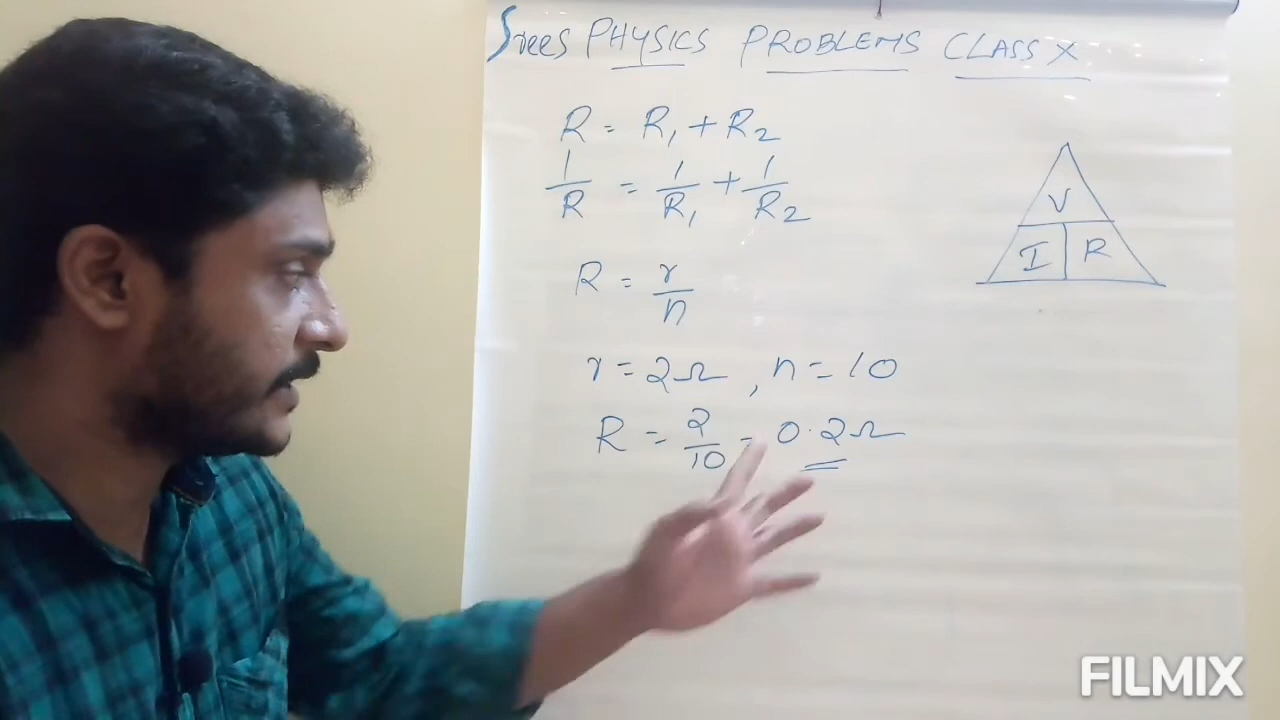 Srees PHYSICS PROBLEMS CLASS X
R = R₁ + R₂
1/R = 1/R₁ + 1/R₂
V
I R
R = r/n
r = 2Ω, n = 10
R = 2/10 = 0.2Ω
FILMIX